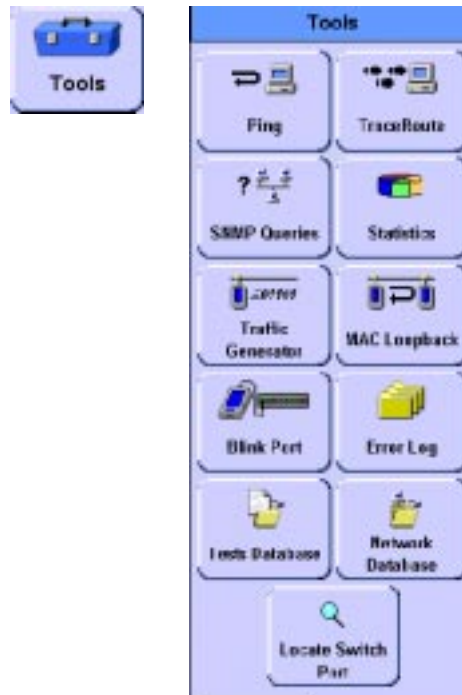 Tools
Tools
Ping
TraceRoute
?
SNMP Queries
Statistics
Traffic
Generator
MAC Loopback
Blink Port
Error Log
Tests Database
Network
Database
Locate Switch
Port